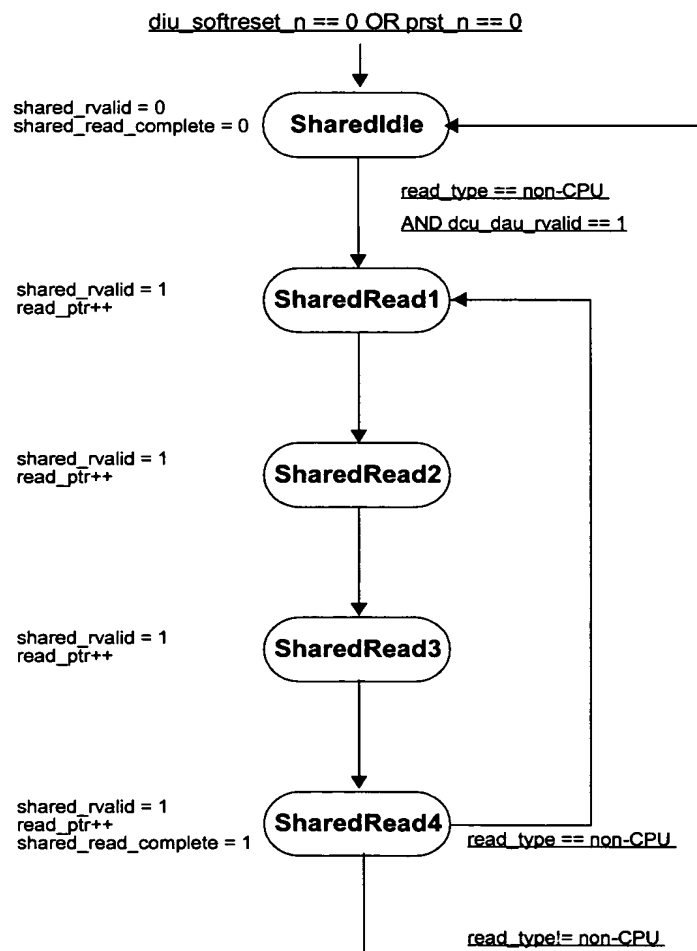 diu_softreset_n == 0 OR prst_n == 0
shared_rvalid = 0
shared_read_complete = 0
SharedIdle
read_type == non-CPU
AND dcu_dau_rvalid == 1
shared_rvalid = 1
read_ptr++
SharedRead1
shared_rvalid = 1
read_ptr++
SharedRead2
shared_rvalid = 1
read_ptr++
SharedRead3
shared_rvalid = 1
read_ptr++
shared_read_complete = 1
SharedRead4
read_type == non-CPU
read_type!= non-CPU